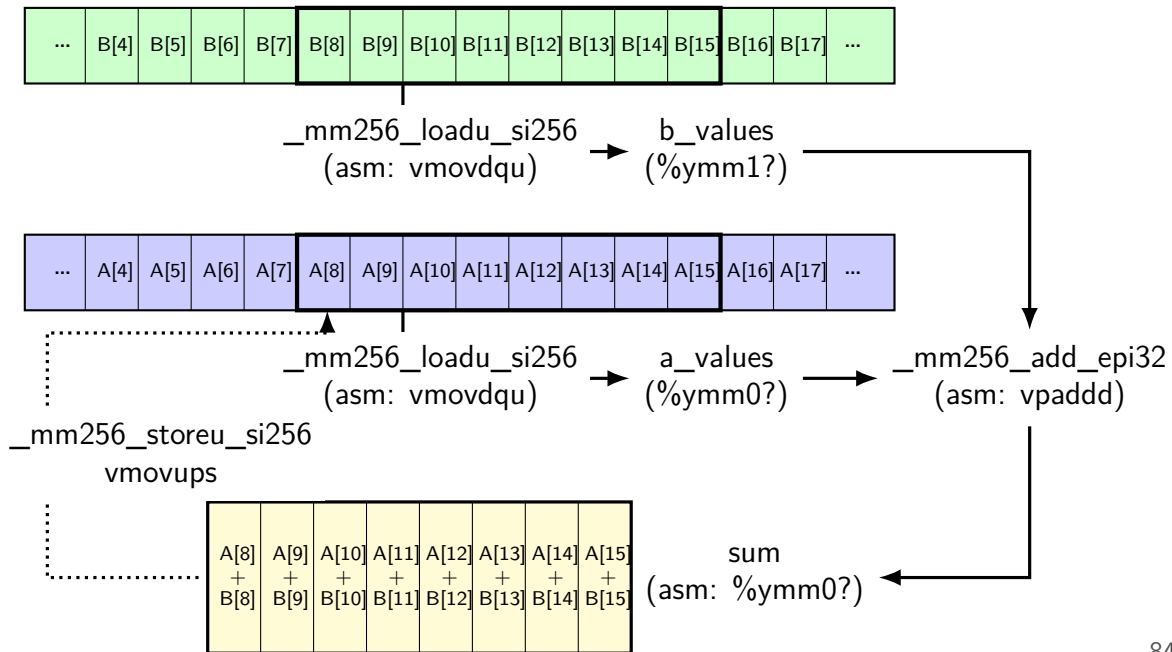 ... B[4] B[5] B[6] B[7] B[8] B[9] B[10] B[11] B[12] B[13] B[14] B[15] B[16] B[17] ...
_mm256_loadu_si256
(asm: vmovdqu)
b_values
(%ymm1?)
... A[4] A[5] A[6] A[7] A[8] A[9] A[10] A[11] A[12] A[13] A[14] A[15] A[16] A[17] ...
_mm256_loadu_si256
(asm: vmovdqu)
a_values
(%ymm0?)
_mm256_add_epi32
(asm: vpaddd)
_mm256_storeu_si256
vmovups
A[8] A[9] A[10] A[11] A[12] A[13] A[14] A[15]
+ + + + + + + +
B[8] B[9] B[10] B[11] B[12] B[13] B[14] B[15]
sum
(asm: %ymm0?)
84